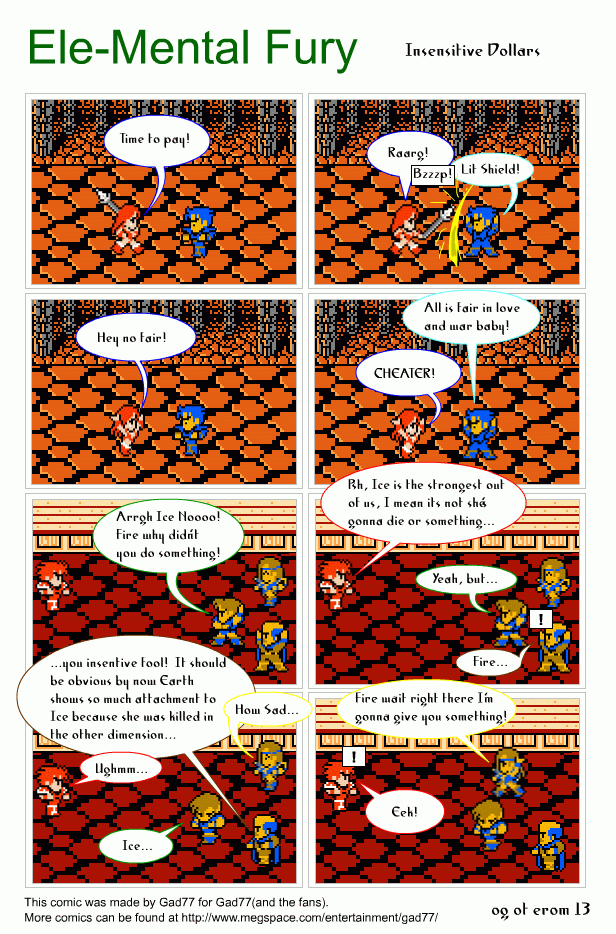 Ele-Mental Fury
Insensitive Dollars
Time to pay!
Raarg!
Bzzzp!
Lit Shield!
Hey no fair!
All is fair in love
and war baby!
CHEATER!
Arrgh Ice Noooo!
Fire why didn't
you do something!
Rh, Ice is the strongest out
of us, I mean its not she's
gonna die or something...
Yeah, but...
!
Fire...
...you insentive fool! It should
be obvious by now Earth
shows so much attachment to
Ice because she was killed in
the other dimension...
How Sad...
Ughmm...
Ice...
Fire wait right there I'm
gonna give you something!
!
Eek!
This comic was made by Gad77 for Gad77(and the fans).
More comics can be found at http://www.megspace.com/entertainment/gad77/
og ot erom 13